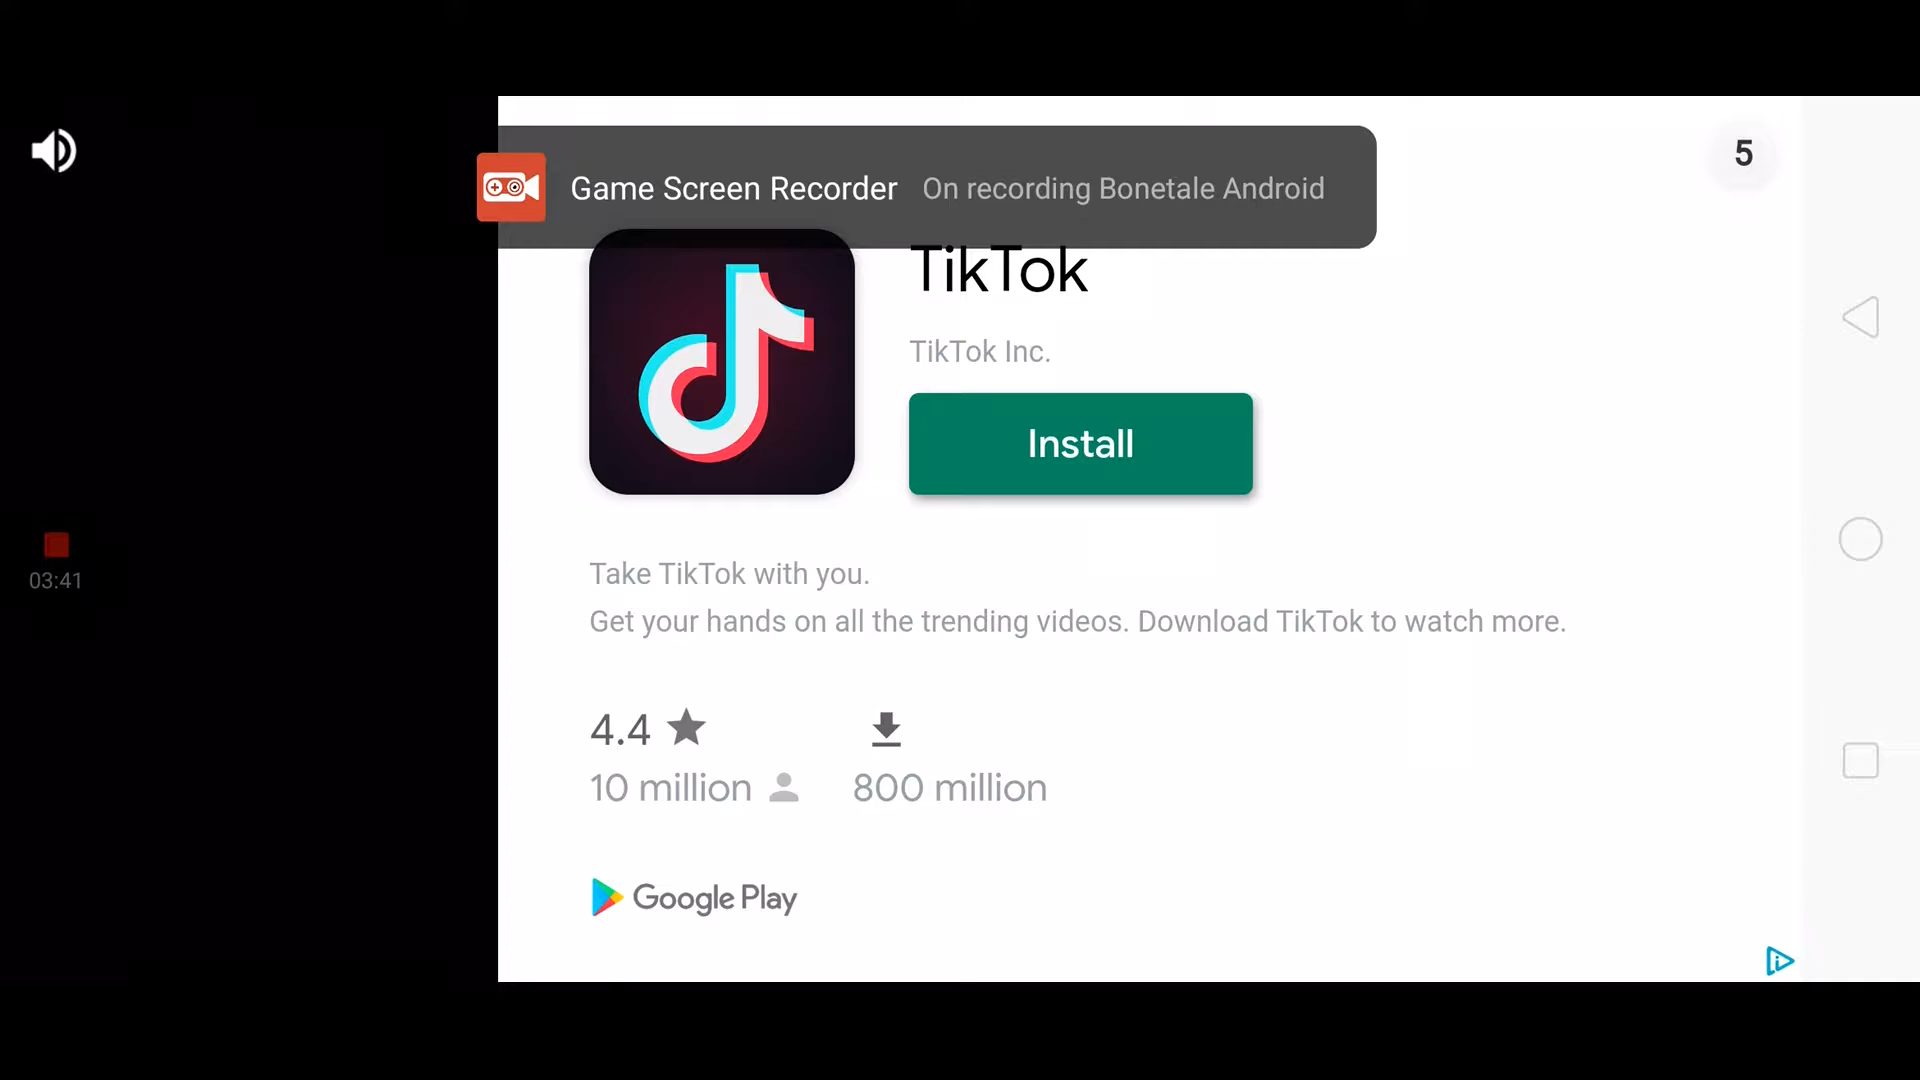 Game Screen Recorder On recording Bonetale Android
5
TikTok
TikTok Inc.
Install
03:41
Take TikTok with you.
Get your hands on all the trending videos. Download TikTok to watch more.
4.4
10 million 800 million
Google Play